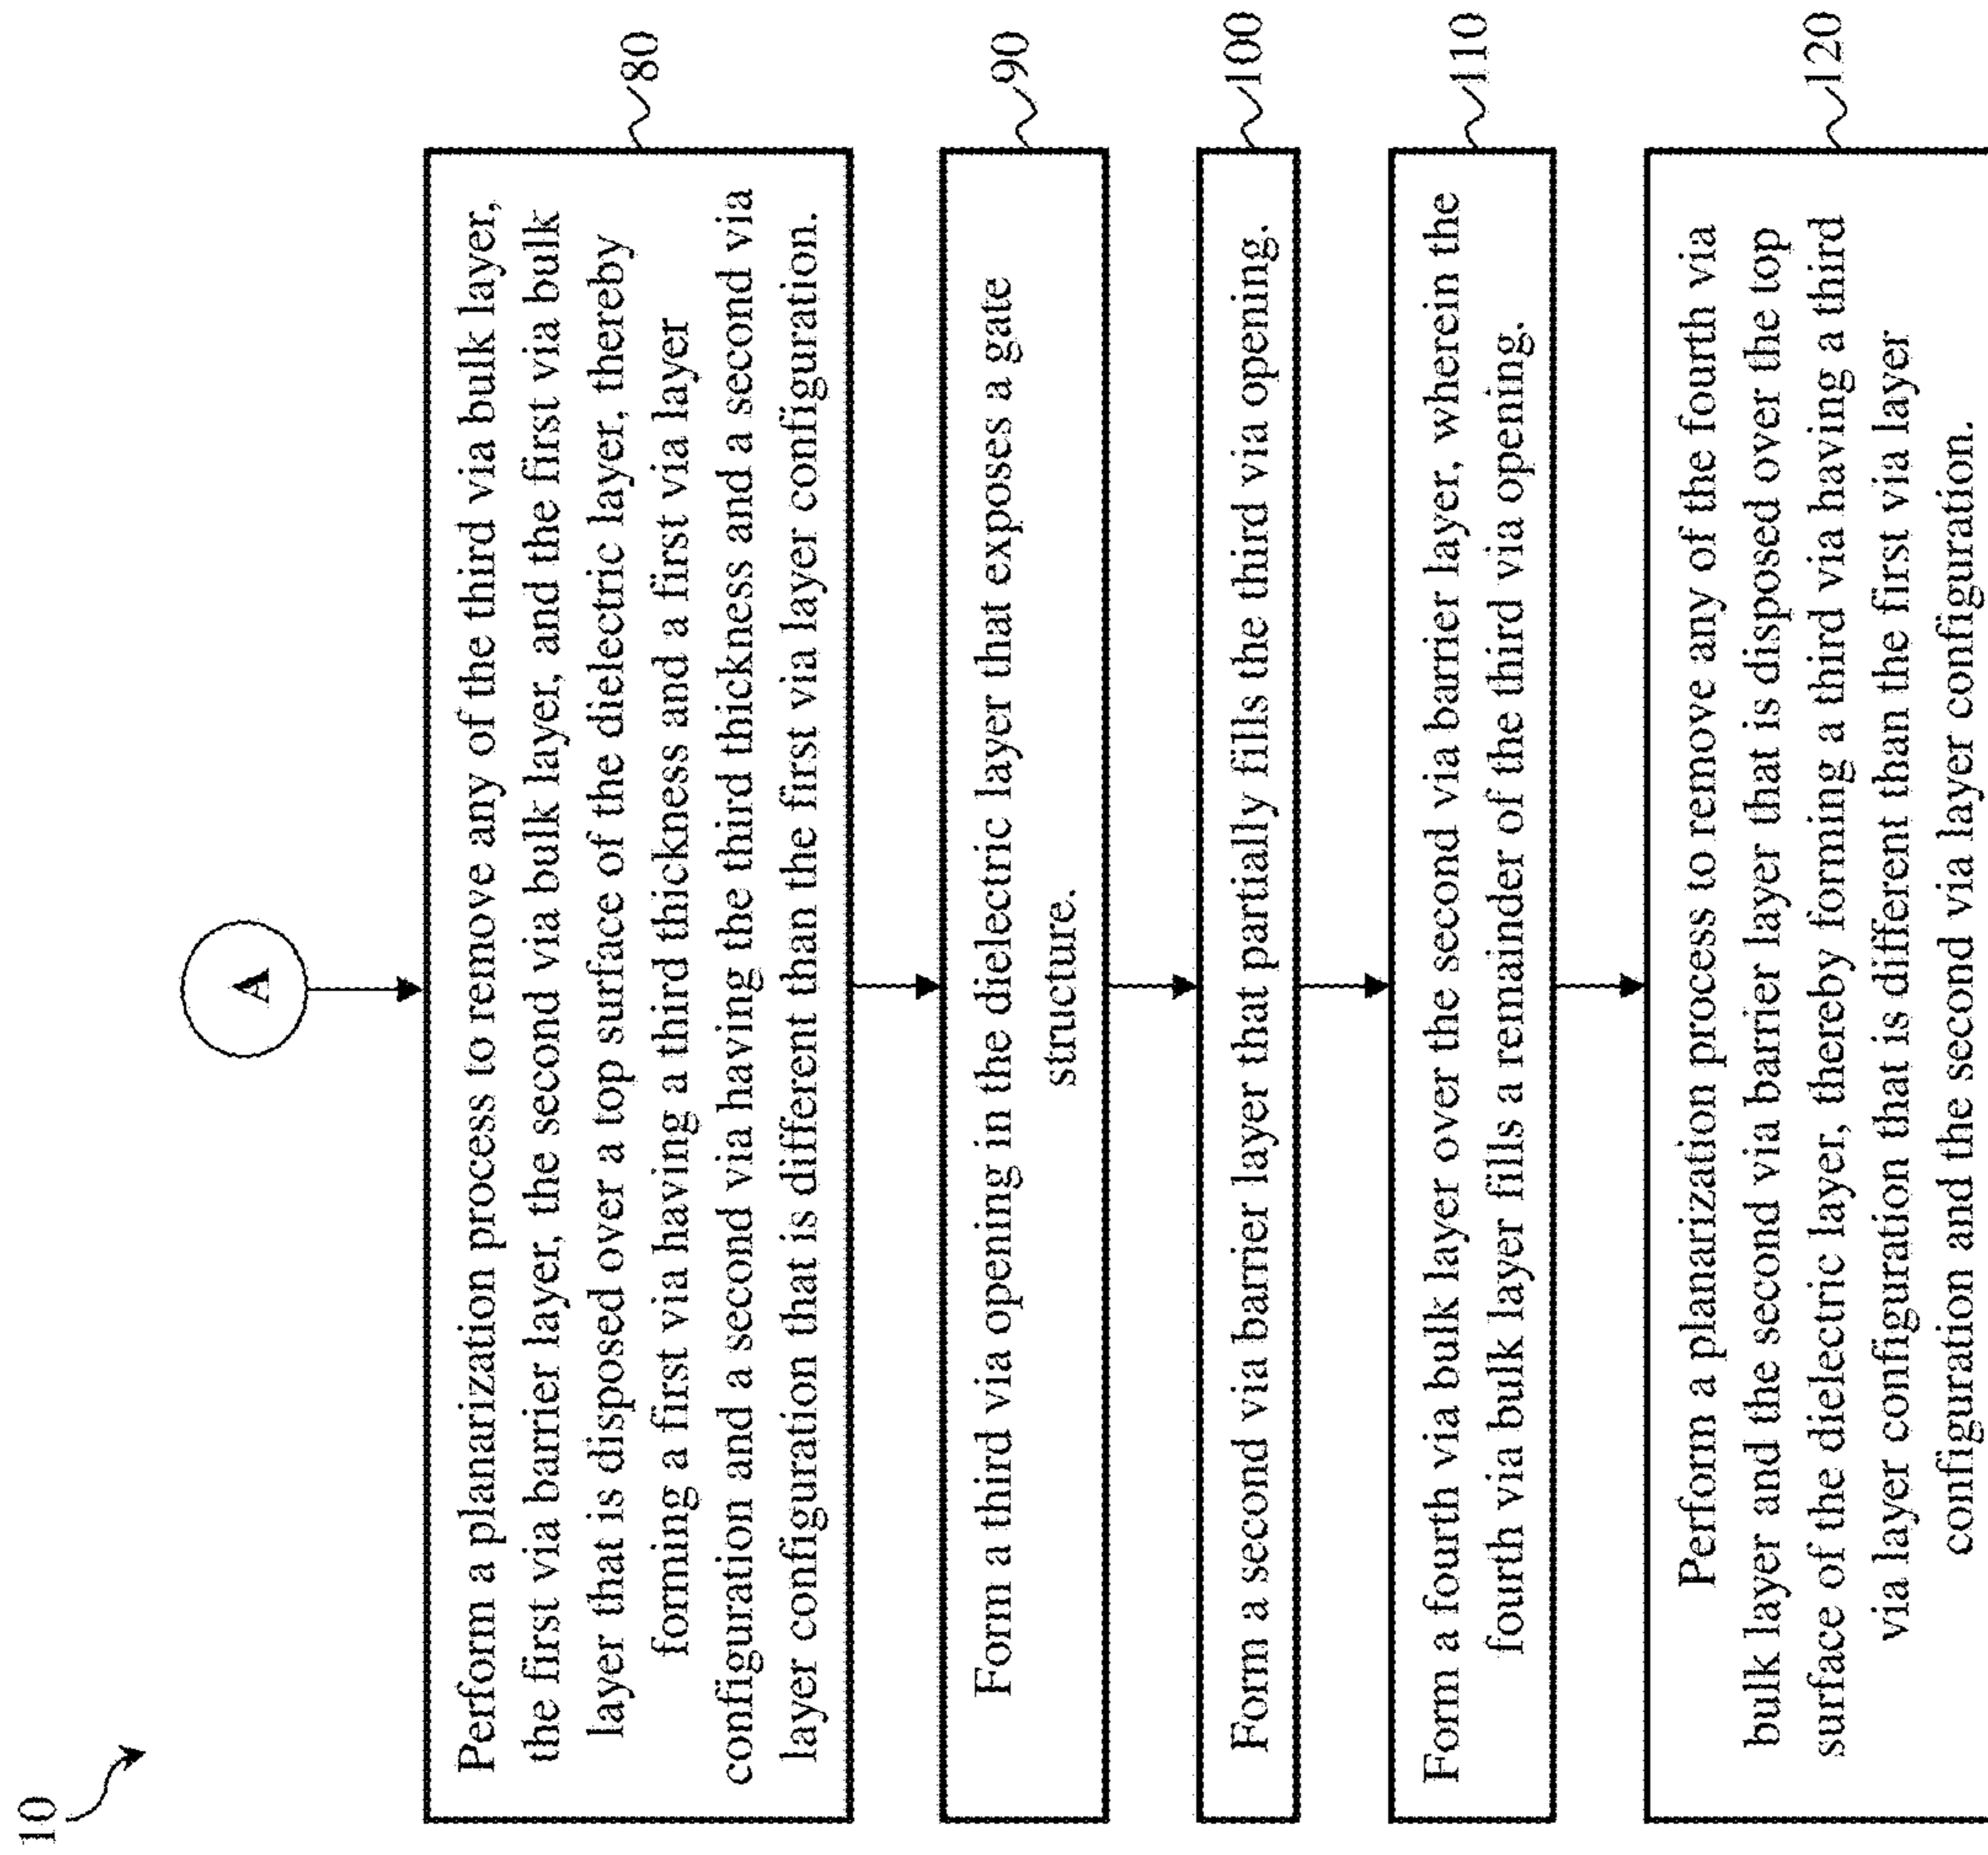 10
A
Perform a planarization process to remove any of the third via bulk layer,
the first via barrier layer, the second via bulk layer, and the first via bulk
layer that is disposed over a top surface of the dielectric layer, thereby
forming a first via having a third thickness and a first via layer
configuration and a second via having the third thickness and a second via
layer configuration that is different than the first via layer configuration.
80
Form a third via opening in the dielectric layer that exposes a gate
structure.
90
Form a second via barrier layer that partially fills the third via opening.
100
Form a fourth via bulk layer over the second via barrier layer, wherein the
fourth via bulk layer fills a remainder of the third via opening.
110
Perform a planarization process to remove any of the fourth via
bulk layer and the second via barrier layer that is disposed over the top
surface of the dielectric layer, thereby forming a third via having a third
via layer configuration that is different than the first via layer
configuration and the second via layer configuration.
120